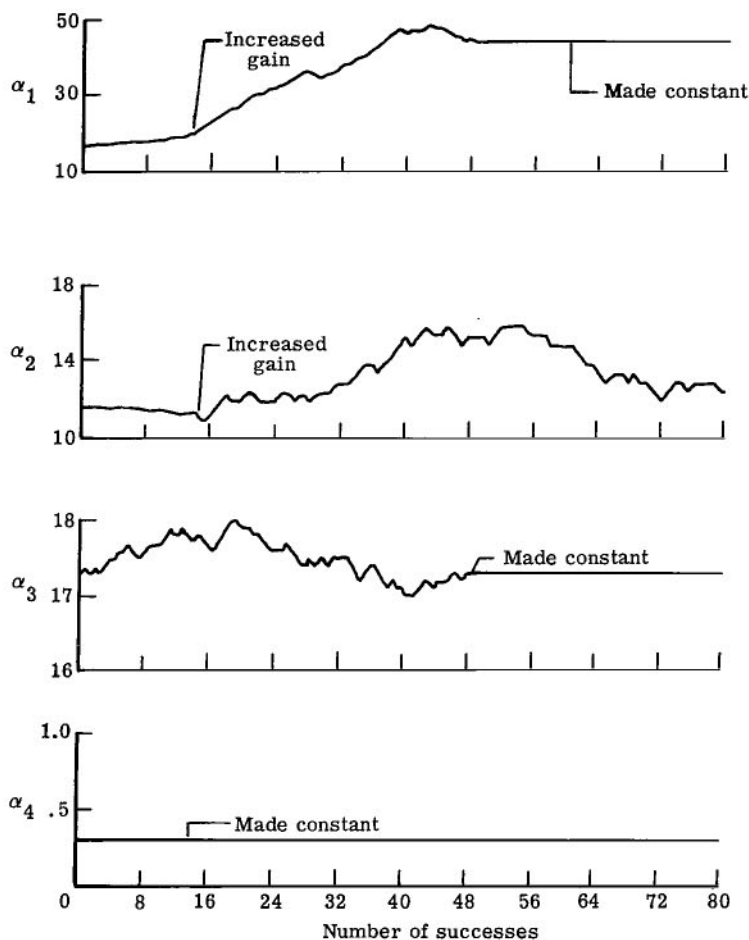 50
Increased
gain
α1
30
Made constant
10
18
Increased
gain
α2
14
10
18
Made constant
α3
17
16
1.0
α4 .5
Made constant
0 8 16 24 32 40 48 56 64 72 80
Number of successes